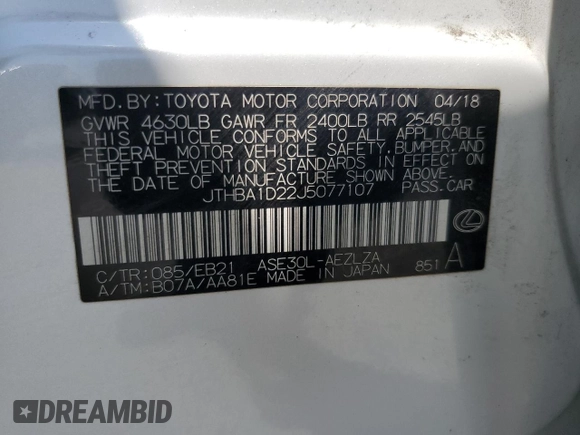 MFD.BY:TOYOTA MOTOR CORPORATION 04/18
GVWR 4630LB GAWR FR 2400LB RR 2545LB
THIS VEHICLE CONFORMS TO ALL APPLICABLE
FEDERAL MOTOR VEHICLE SAFETY,BUMPER,AND
THEFT PREVENTION STANDARDS IN EFFECT ON
THE DATE OF MANUFACTURE SHOWN ABOVE.
JTHBA1D22J5077107 PASS.CAR
C/TR:085/EB21 ASE30L-AEZLZA
A/TM:B07A/AA81E MADE IN JAPAN 851 A
DREAMBID